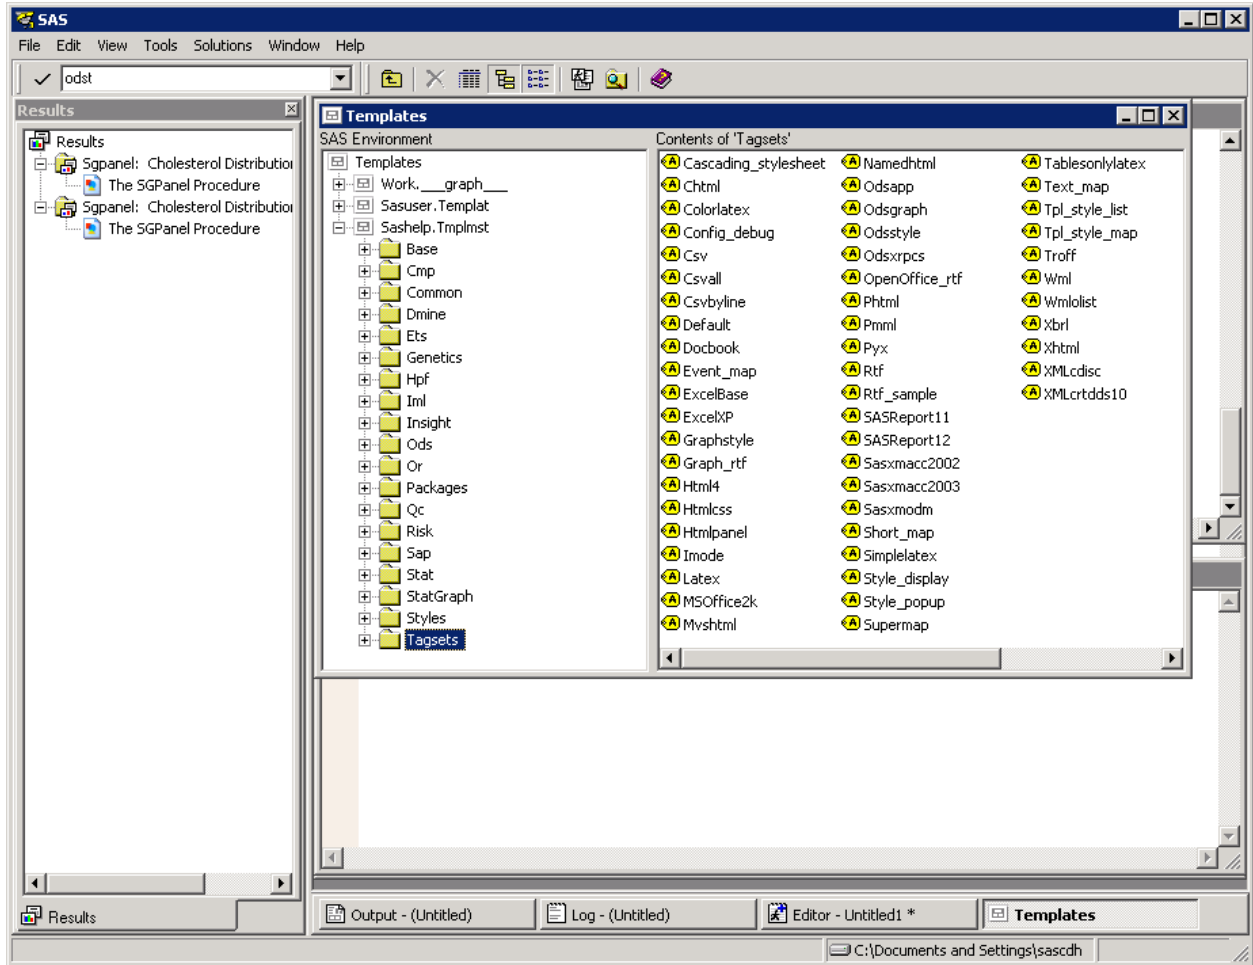 SAS
File Edit View Tools Solutions Window Help
odst
Results
Results
Sgpanel: Cholesterol Distribution
The SGPanel Procedure
Sgpanel: Cholesterol Distribution
The SGPanel Procedure
Templates
SAS Environment
Templates
Work.___graph___
Sasuser.Templat
Sashelp.Tmplmst
Base
Cmp
Common
Dmine
Ets
Genetics
Hpf
Iml
Insight
Ods
Or
Packages
Qc
Risk
Sap
Stat
StatGraph
Styles
Tagsets
Contents of 'Tagsets'
Cascading_stylesheet
Chtml
Colorlatex
Config_debug
Csv
Csvall
Csvbyline
Default
Docbook
Event_map
ExcelBase
ExcelXP
Graphstyle
Graph_rtf
Html4
Htmlcss
Htmlpanel
Imode
Latex
MSOffice2k
Mvshtml
Namedhtml
Odsapp
Odsgraph
Odsstyle
Odsxrpcs
OpenOffice_rtf
Phtml
Pmml
Pyx
Rtf
Rtf_sample
SASReport11
SASReport12
Sasxmacc2002
Sasxmacc2003
Sasxmodm
Short_map
Simplelatex
Style_display
Style_popup
Supermap
Tablesonlylatex
Text_map
Tpl_style_list
Tpl_style_map
Troff
Wml
Wmlolist
Xbrl
Xhtml
XMLcdisc
XMLcrtdds10
Results
Output - (Untitled)
Log - (Untitled)
Editor - Untitled1 *
Templates
C:\Documents and Settings\sascdh